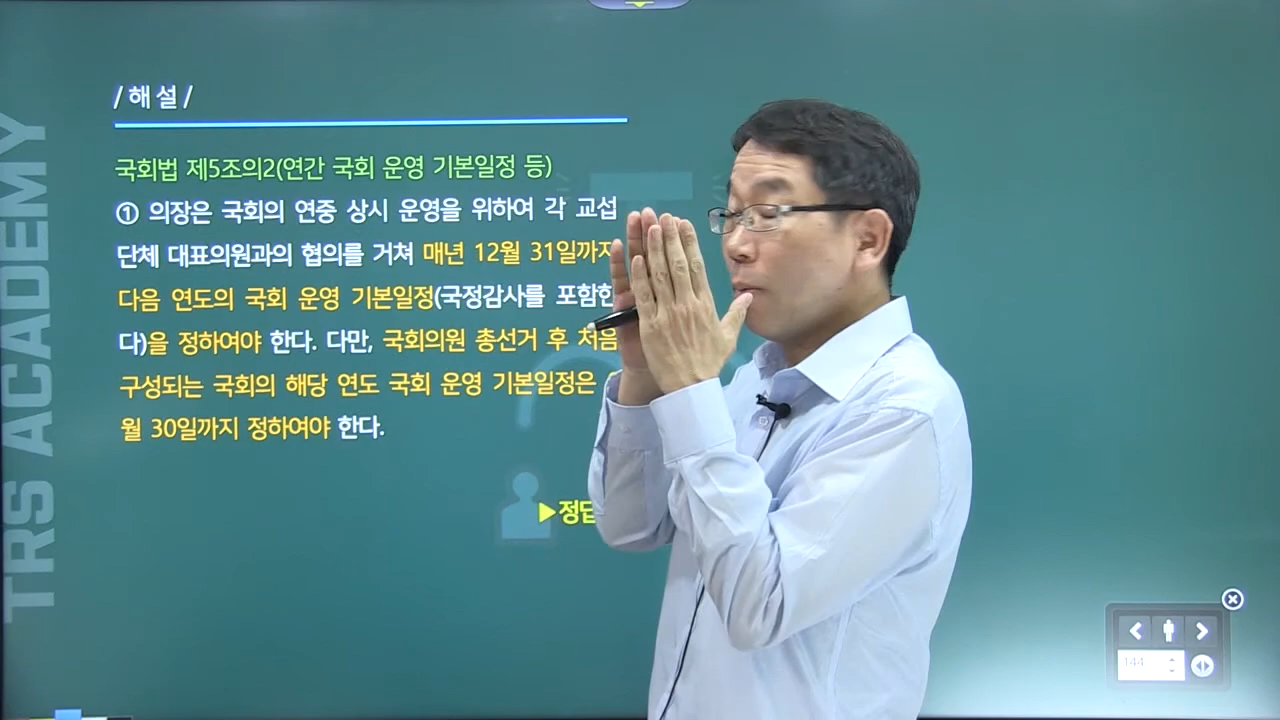 / 해 설 /
국회법 제5조의2(연간 국회 운영 기본일정 등)
① 의장은 국회의 연중 상시 운영을 위하여 각 교섭
단체 대표의원과의 협의를 거쳐 매년 12월 31일까지
다음 연도의 국회 운영 기본일정(국정감사를 포함한
다)을 정하여야 한다. 다만, 국회의원 총선거 후 처음
구성되는 국회의 해당 연도 국회 운영 기본일정은
월 30일까지 정하여야 한다.
▶정답
TRS ACADEMY
144